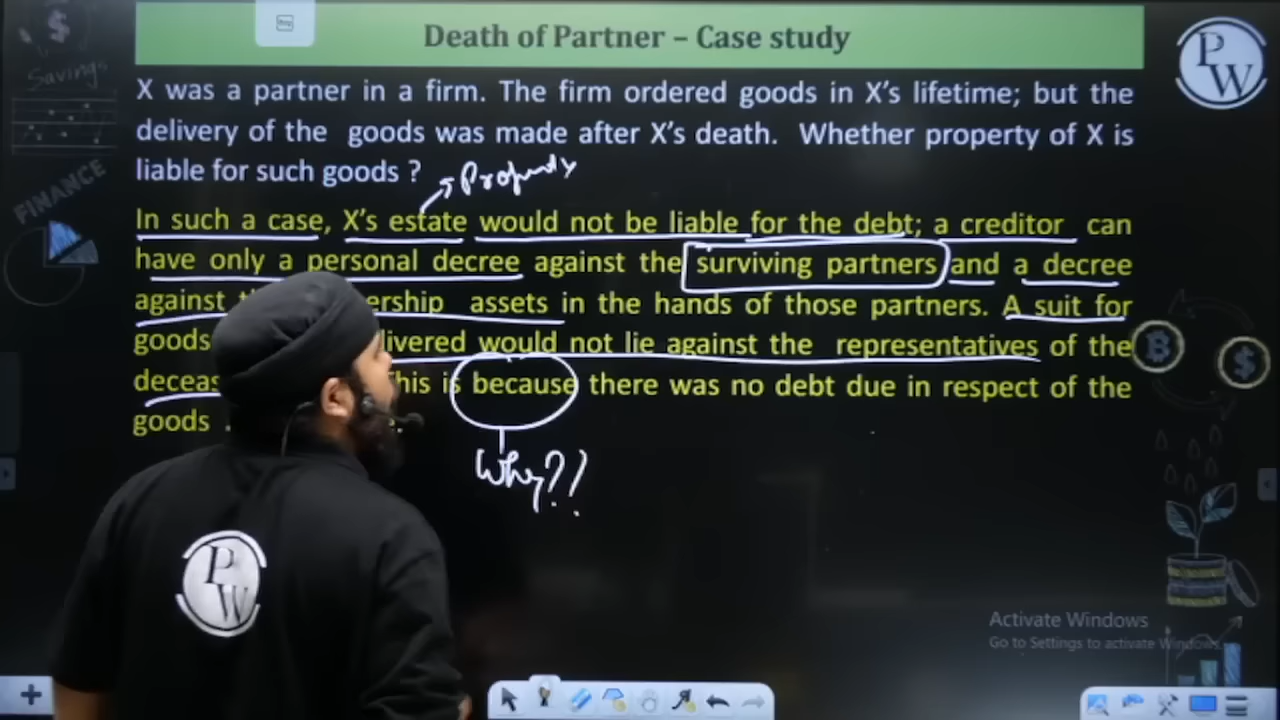 Death of Partner – Case study
P
W
Savings
X was a partner in a firm. The firm ordered goods in X's lifetime; but the
delivery of the goods was made after X's death. Whether property of X is
liable for such goods ?
Property
FINANCE
In such a case, X's estate would not be liable for the debt; a creditor can
have only a personal decree against the surviving partners and a decree
against ership assets in the hands of those partners. A suit for
goods livered would not lie against the representatives of the
deceas This is because there was no debt due in respect of the
goods .
Why??
P
W
Activate Windows
Go to Settings to activate Windows.